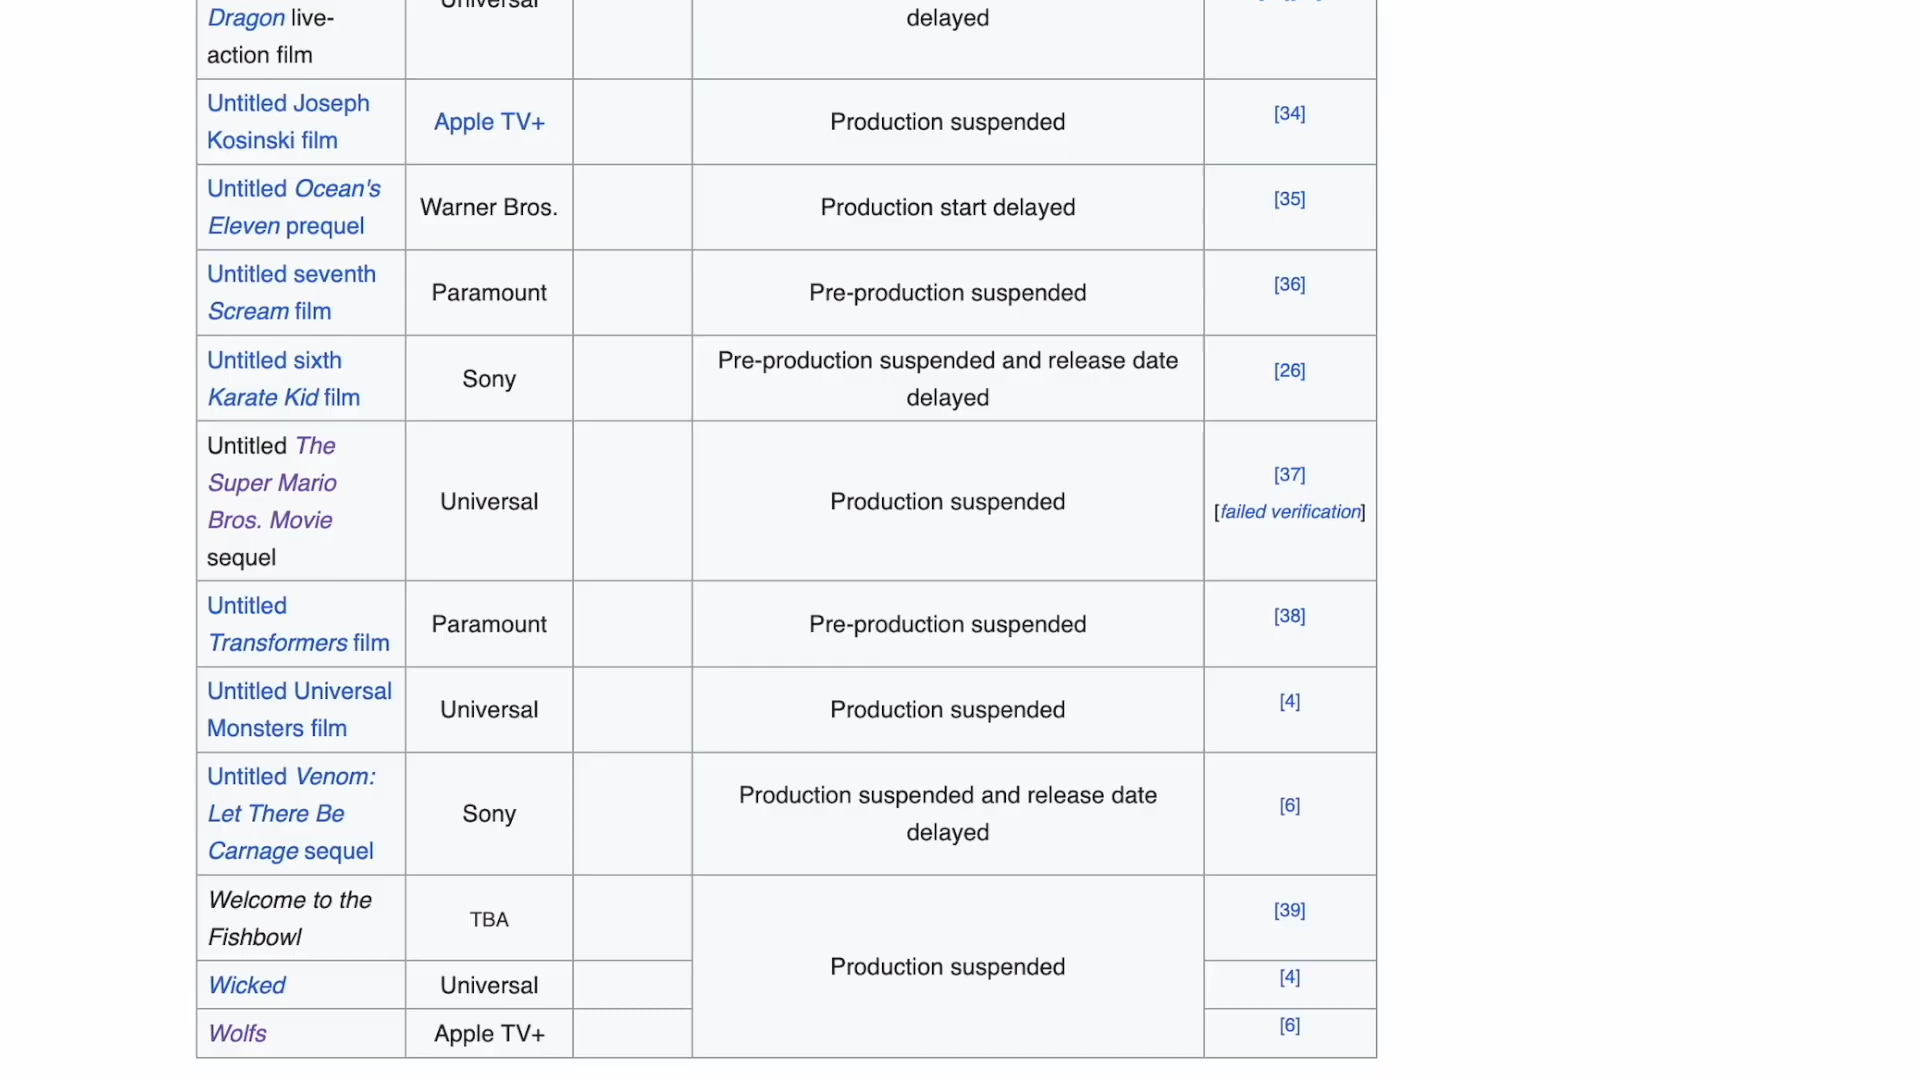 Dragon live-
action film
delayed
Untitled Joseph
Kosinski film
Apple TV+
Production suspended
[34]
Untitled Ocean's
Eleven prequel
Warner Bros.
Production start delayed
[35]
Untitled seventh
Scream film
Paramount
Pre-production suspended
[36]
Untitled sixth
Karate Kid film
Sony
Pre-production suspended and release date
delayed
[26]
Untitled The
Super Mario
Bros. Movie
sequel
Universal
Production suspended
[37]
[failed verification]
Untitled
Transformers film
Paramount
Pre-production suspended
[38]
Untitled Universal
Monsters film
Universal
Production suspended
[4]
Untitled Venom:
Let There Be
Carnage sequel
Sony
Production suspended and release date
delayed
[6]
Welcome to the
Fishbowl
TBA
Production suspended
[39]
Wicked
Universal
[4]
Wolfs
Apple TV+
[6]